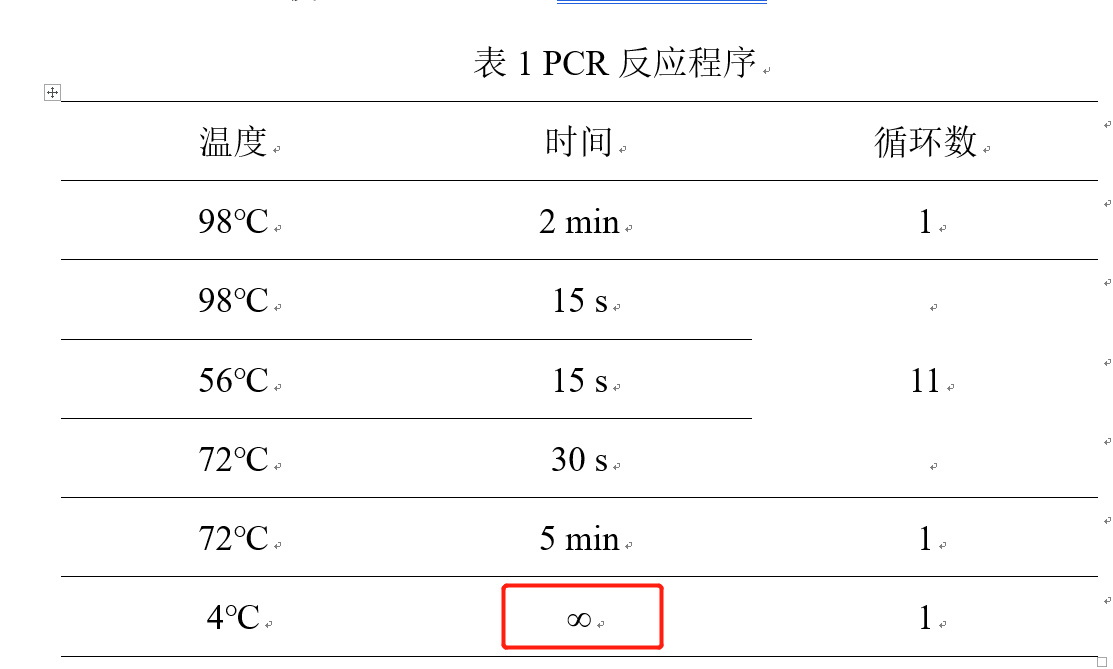 表 1 PCR 反应程序
温度 时间 循环数
98℃ 2 min 1
98℃ 15 s
56℃ 15 s 11
72℃ 30 s
72℃ 5 min 1
4℃ ∞ 1